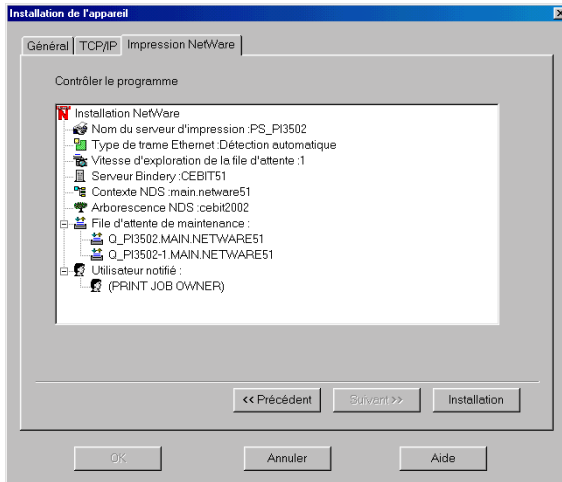 Installation de l'appareil
Général TCP/IP Impression NetWare
Contrôler le programme
Installation NetWare
Nom du serveur d'impression :PS_PI3502
Type de trame Ethernet :Détection automatique
Vitesse d'exploration de la file d'attente :1
Serveur Bindery :CEBIT51
Contexte NDS :main.netware51
Arborescence NDS :cebit2002
File d'attente de maintenance :
Q_PI3502.MAIN.NETWARE51
Q_PI3502-1.MAIN.NETWARE51
Utilisateur notifié :
(PRINT JOB OWNER)
<< Précédent Suivant >> Installation
OK Annuler Aide